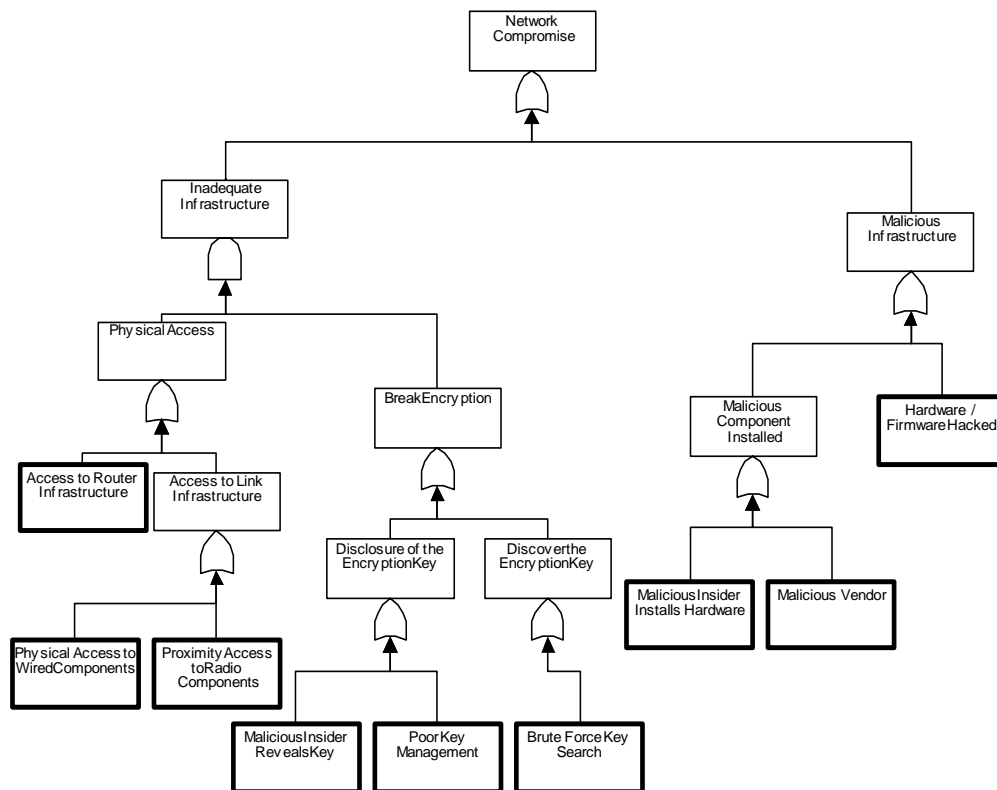 Network
Compromise
Inadequate
Infrastructure
Malicious
Infrastructure
Physical Access
BreakEncryption
Malicious
Component
Installed
Hardware /
FirmwareHacked
Access to Router
Infrastructure
Access to Link
Infrastructure
Disclosure of the
EncryptionKey
Discoverthe
EncryptionKey
MaliciousInsider
Installs Hardware
Malicious Vendor
Physical Access to
WiredComponents
Proximity Access
toRadio
Components
MaliciousInsider
RevealsKey
PoorKey
Management
Brute ForceKey
Search